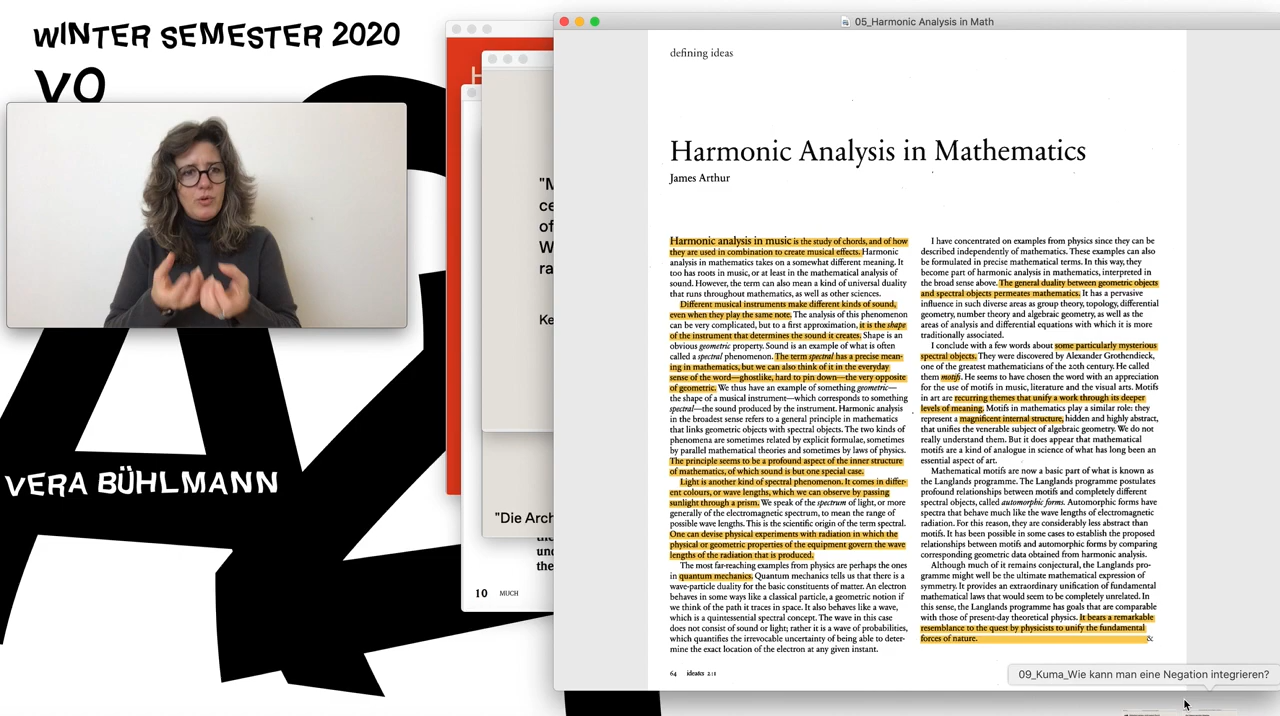 WINTER SEMESTER 2020
VO
VERA BÜHLMANN
H
"M
ce
of
W
ra
Ke
"Die Arch
und
the
10 MUCH
05_Harmonic Analysis in Math
defining ideas
Harmonic Analysis in Mathematics
James Arthur
Harmonic analysis in music is the study of chords, and of how
they are used in combination to create musical effects. Harmonic
analysis in mathematics takes on a somewhat different meaning. It
too has roots in music, or at least in the mathematical analysis of
sound. However, the term can also mean a kind of universal duality
that runs throughout mathematics, as well as other sciences.
Different musical instruments make different kinds of sound,
even when they play the same note. The analysis of this phenomenon
can be very complicated, but to a first approximation, it is the shape
of the instrument that determines the sound it creates. Shape is an
obvious geometric property. Sound is an example of what is often
called a spectral phenomenon. The term spectral has a precise mean-
ing in mathematics, but we can also think of it in the everyday
sense of the word—ghostlike, hard to pin down—the very opposite
of geometric. We thus have an example of something geometric—
the shape of a musical instrument—which corresponds to something
spectral—the sound produced by the instrument. Harmonic analysis
in the broadest sense refers to a general principle in mathematics
that links geometric objects with spectral objects. The two kinds of
phenomena are sometimes related by explicit formulae, sometimes
by parallel mathematical theories and sometimes by laws of physics.
The principle seems to be a profound aspect of the inner structure
of mathematics, of which sound is but one special case.
Light is another kind of spectral phenomenon. It comes in differ-
ent colours, or wave lengths, which we can observe by passing
sunlight through a prism. We speak of the spectrum of light, or more
generally of the electromagnetic spectrum, to mean the range of
possible wave lengths. This is the scientific origin of the term spectral.
One can devise physical experiments with radiation in which the
physical or geometric properties of the equipment govern the wave
lengths of the radiation that is produced.
The most far-reaching examples from physics are perhaps the ones
in quantum mechanics. Quantum mechanics tells us that there is a
wave-particle duality for the basic constituents of matter. An electron
behaves in some ways like a classical particle, a geometric notion if
we think of the path it traces in space. It also behaves like a wave,
which is a quintessential spectral concept. The wave in this case
does not consist of sound or light; rather it is a wave of probabilities,
which quantifies the irrevocable uncertainty of being able to deter-
mine the exact location of the electron at any given instant.
I have concentrated on examples from physics since they can be
described independently of mathematics. These examples can also
be formulated in precise mathematical terms. In this way, they
become part of harmonic analysis in mathematics, interpreted in
the broad sense above. The general duality between geometric objects
and spectral objects permeates mathematics. It has a pervasive
influence in such diverse areas as group theory, topology, differential
geometry, number theory and algebraic geometry, as well as the
areas of analysis and differential equations with which it is more
traditionally associated.
I conclude with a few words about some particularly mysterious
spectral objects. They were discovered by Alexander Grothendieck,
one of the greatest mathematicians of the 20th century. He called
them motifs. He seems to have chosen the word with an appreciation
for the use of motifs in music, literature and the visual arts. Motifs
in art are recurring themes that unify a work through its deeper
levels of meaning. Motifs in mathematics play a similar role: they
represent a magnificent internal structure, hidden and highly abstract,
that unifies the venerable subject of algebraic geometry. We do not
really understand them. But it does appear that mathematical
motifs are a kind of analogue in science of what has long been an
essential aspect of art.
Mathematical motifs are now a basic part of what is known as
the Langlands programme. The Langlands programme postulates
profound relationships between motifs and completely different
spectral objects, called automorphic forms. Automorphic forms have
spectra that behave much like the wave lengths of electromagnetic
radiation. For this reason, they are considerably less abstract than
motifs. It has been possible in some cases to establish the proposed
relationships between motifs and automorphic forms by comparing
corresponding geometric data obtained from harmonic analysis.
Although much of it remains conjectural, the Langlands pro-
gramme might well be the ultimate mathematical expression of
symmetry. It provides an extraordinary unification of fundamental
mathematical laws that would seem to be completely unrelated. In
this sense, the Langlands programme has goals that are comparable
with those of present-day theoretical physics. It bears a remarkable
resemblance to the quest by physicists to unify the fundamental
forces of nature. &
64 idea&s 2:1
09_Kuma_Wie kann man eine Negation integrieren?